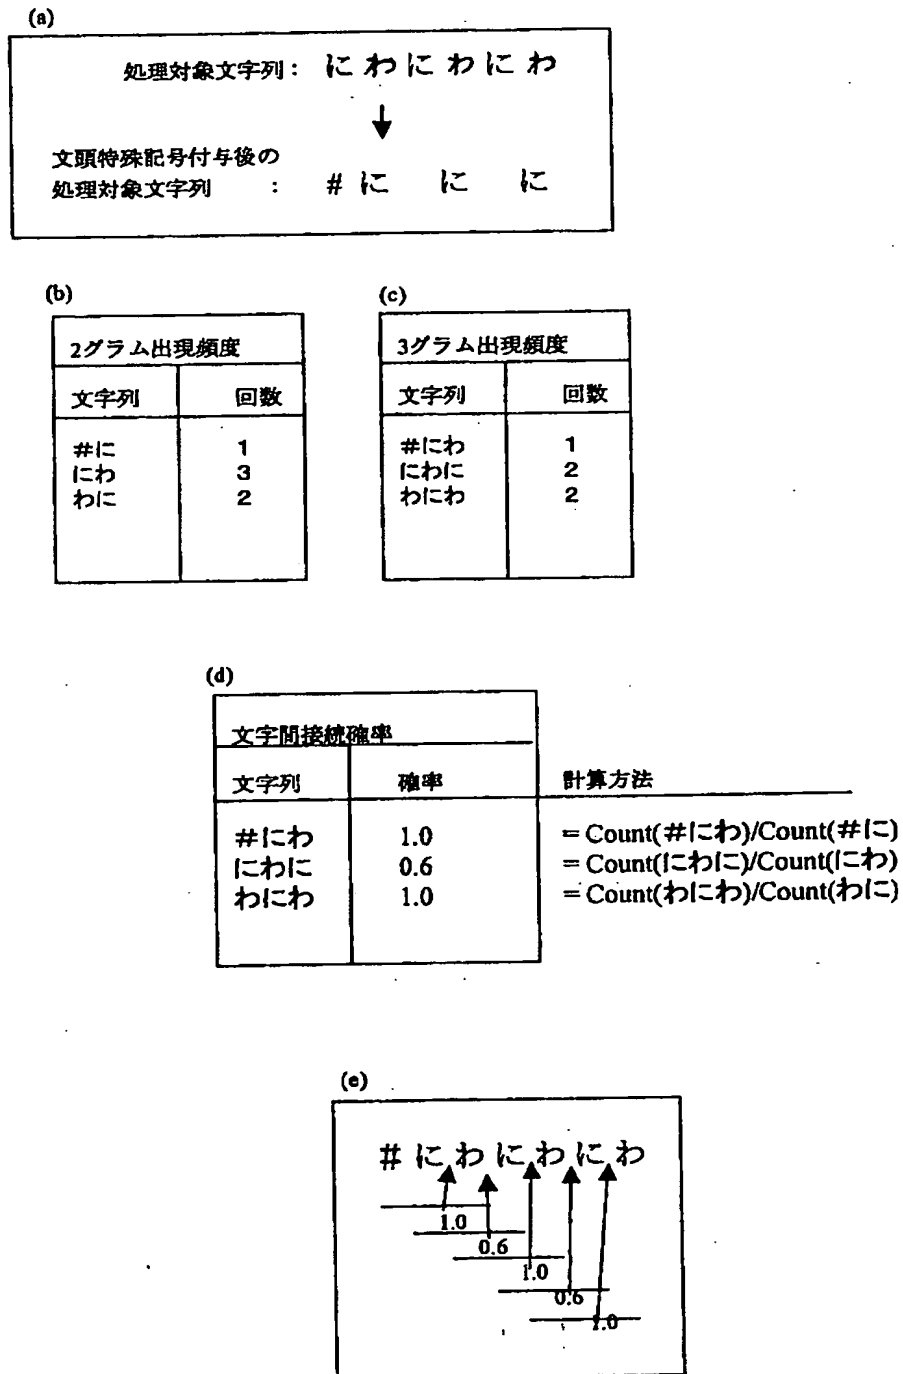 (a)
処理対象文字列： にわにわにわ
文頭特殊記号付与後の
処理対象文字列 ： #に に に
(b)
2グラム出現頻度
文字列 回数
#に 1
にわ 3
わに 2
(c)
3グラム出現頻度
文字列 回数
#にわ 1
にわに 2
わにわ 2
(d)
文字間接続確率
文字列 確率 計算方法
#にわ 1.0 = Count(#にわ)/Count(#に)
にわに 0.6 = Count(にわに)/Count(にわ)
わにわ 1.0 = Count(わにわ)/Count(わに)
(e)
#にわにわにわ
1.0
0.6
1.0
0.6
1.0